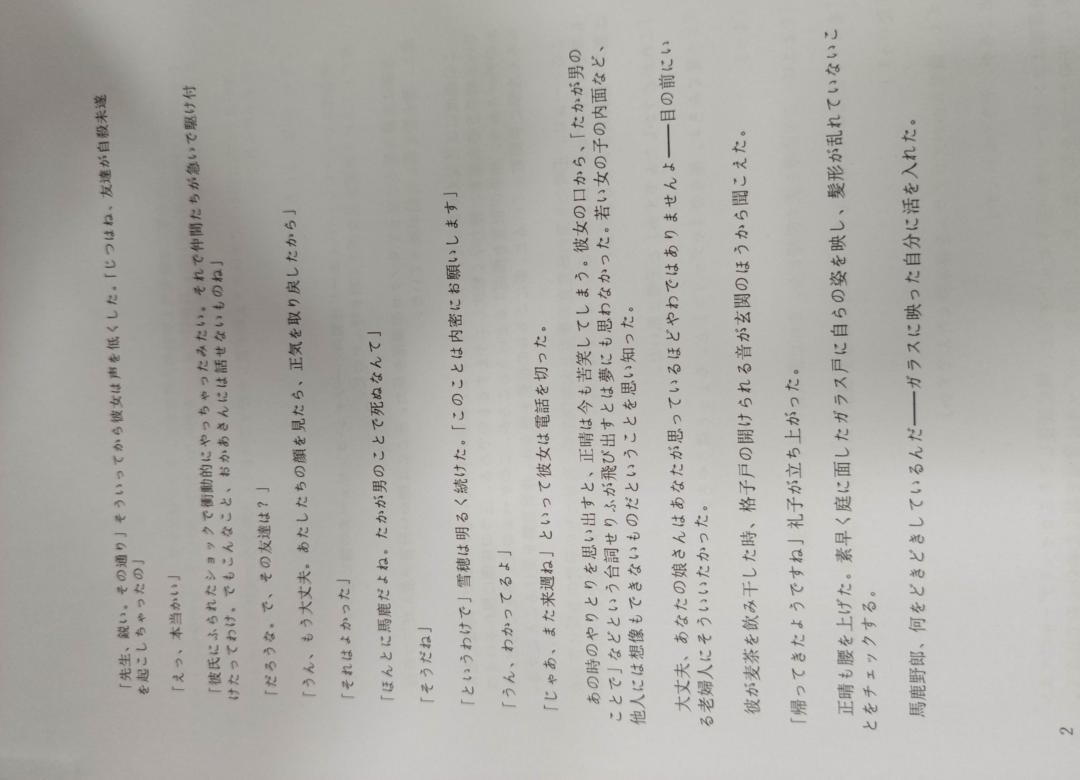 「先生、鋭い。その通り」そういってから彼女は声を低くした。「じつはね、友達が自殺未遂
を起こしちゃったの」
「えっ、本当かい」
「彼氏にふられたショックで衝動的にやっちゃったみたい。それで仲間たちが急いで駆け付
けたってわけ。でもこんなこと、おかあさんには話せないものね」
「だろうな。で、その友達は？」
「うん、もう大丈夫。あたしたちの顔を見たら、正気を取り戻したから」
「それはよかった」
「ほんとに馬鹿だよね。たかが男のことで死ぬなんて」
「そうだね」
「というわけで」雪穂は明るく続けた。「このことは内密にお願いします」
「うん、わかってるよ」
「じゃあ、また来週ね」といって彼女は電話を切った。
あの時のやりとりを思い出すと、正晴は今も苦笑してしまう。彼女の口から、「たかが男の
ことで」などという台詞せりふが飛び出すとは夢にも思わなかった。若い女の子の内面など、
他人には想像もできないものだということを思い知った。
大丈夫、あなたの娘さんはあなたが思っているほどやわではありませんよ――目の前にい
る老婦人にそういいたかった。
彼が麦茶を飲み干した時、格子戸の開けられる音が玄関のほうから聞こえた。
「帰ってきたようですね」礼子が立ち上がった。
正晴も腰を上げた。素早く庭に面したガラス戸に自らの姿を映し、髪形が乱れていないこ
とをチェックする。
馬鹿野郎、何をどきどきしているんだ――ガラスに映った自分に活を入れた。
2